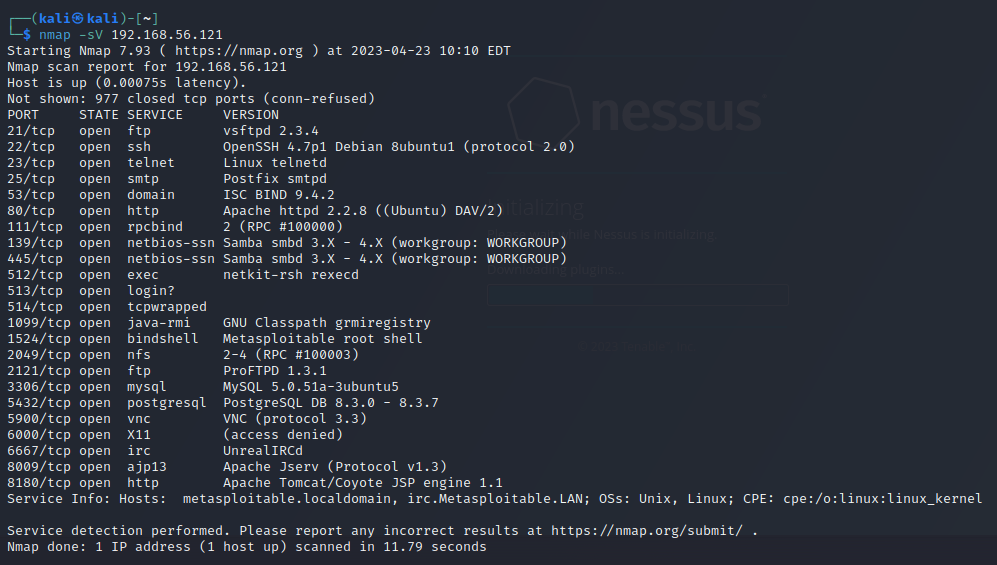 ┌──(kali㉿kali)-[~]
└─$ nmap -sV 192.168.56.121
Starting Nmap 7.93 ( https://nmap.org ) at 2023-04-23 10:10 EDT
Nmap scan report for 192.168.56.121
Host is up (0.00075s latency).
Not shown: 977 closed tcp ports (conn-refused)
PORT     STATE SERVICE     VERSION
21/tcp   open  ftp         vsftpd 2.3.4
22/tcp   open  ssh         OpenSSH 4.7p1 Debian 8ubuntu1 (protocol 2.0)
23/tcp   open  telnet      Linux telnetd
25/tcp   open  smtp        Postfix smtpd
53/tcp   open  domain      ISC BIND 9.4.2
80/tcp   open  http        Apache httpd 2.2.8 ((Ubuntu) DAV/2)
111/tcp  open  rpcbind     2 (RPC #100000)
139/tcp  open  netbios-ssn Samba smbd 3.X - 4.X (workgroup: WORKGROUP)
445/tcp  open  netbios-ssn Samba smbd 3.X - 4.X (workgroup: WORKGROUP)
512/tcp  open  exec        netkit-rsh rexecd
513/tcp  open  login?
514/tcp  open  tcpwrapped
1099/tcp open  java-rmi    GNU Classpath grmiregistry
1524/tcp open  bindshell   Metasploitable root shell
2049/tcp open  nfs         2-4 (RPC #100003)
2121/tcp open  ftp         ProFTPD 1.3.1
3306/tcp open  mysql       MySQL 5.0.51a-3ubuntu5
5432/tcp open  postgresql  PostgreSQL DB 8.3.0 - 8.3.7
5900/tcp open  vnc         VNC (protocol 3.3)
6000/tcp open  X11         (access denied)
6667/tcp open  irc         UnrealIRCd
8009/tcp open  ajp13       Apache Jserv (Protocol v1.3)
8180/tcp open  http        Apache Tomcat/Coyote JSP engine 1.1
Service Info: Hosts:  metasploitable.localdomain, irc.Metasploitable.LAN; OSs: Unix, Linux; CPE: cpe:/o:linux:linux_kernel

Service detection performed. Please report any incorrect results at https://nmap.org/submit/ .
Nmap done: 1 IP address (1 host up) scanned in 11.79 seconds
nessus
Initializing
while Nessus is initializing.
Downloading plugins...